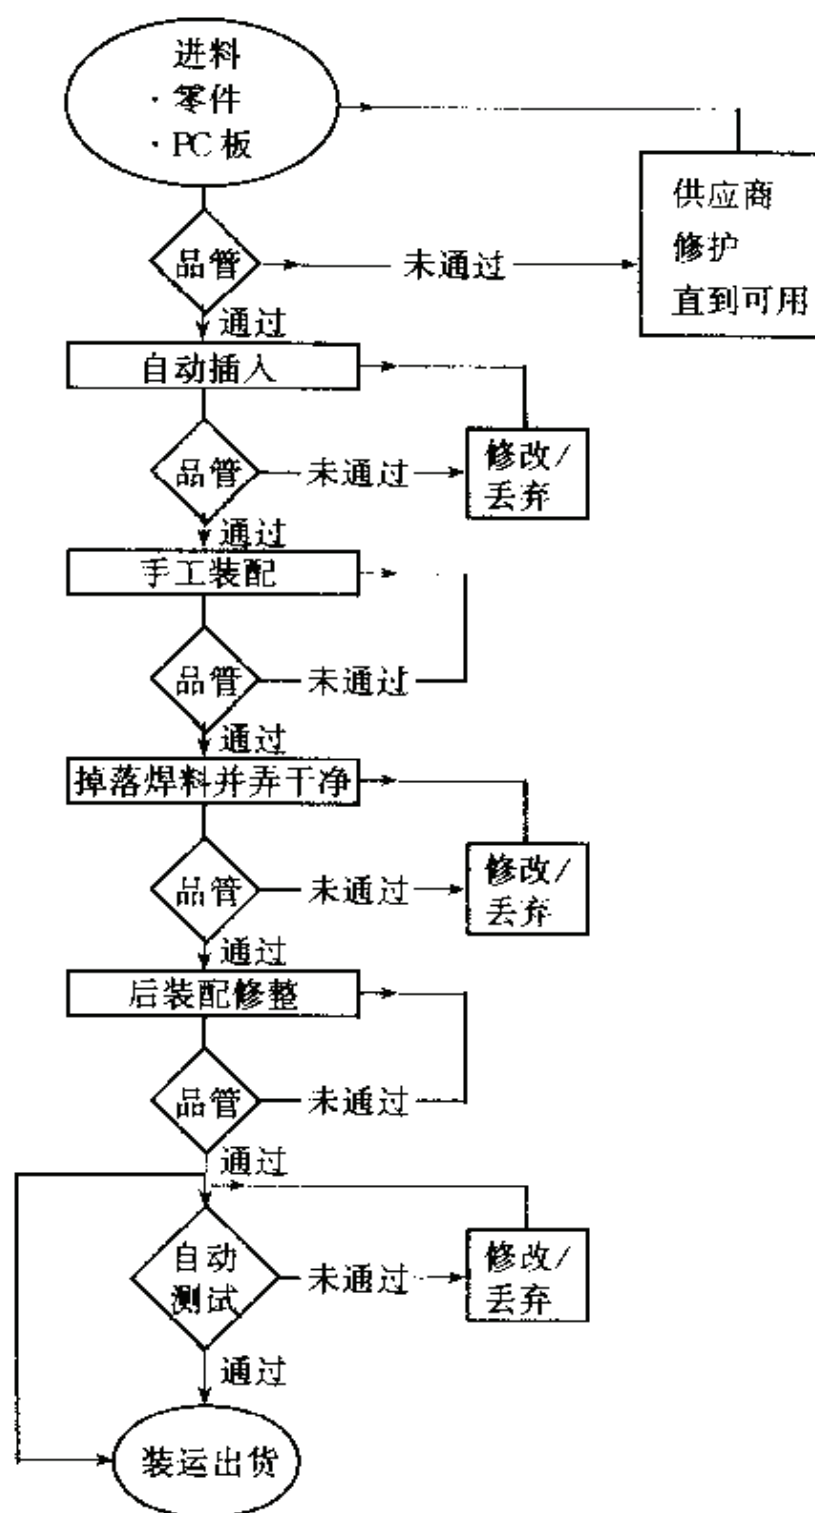 进料
·零件
·PC板
供应商
修护
直到可用
品管
未通过
通过
自动插入
品管
未通过
修改/
丢弃
通过
手工装配
品管
未通过
通过
掉落焊料并弄干净
品管
未通过
修改/
丢弃
通过
后装配修整
品管
未通过
通过
自动
测试
未通过
修改/
丢弃
通过
装运出货